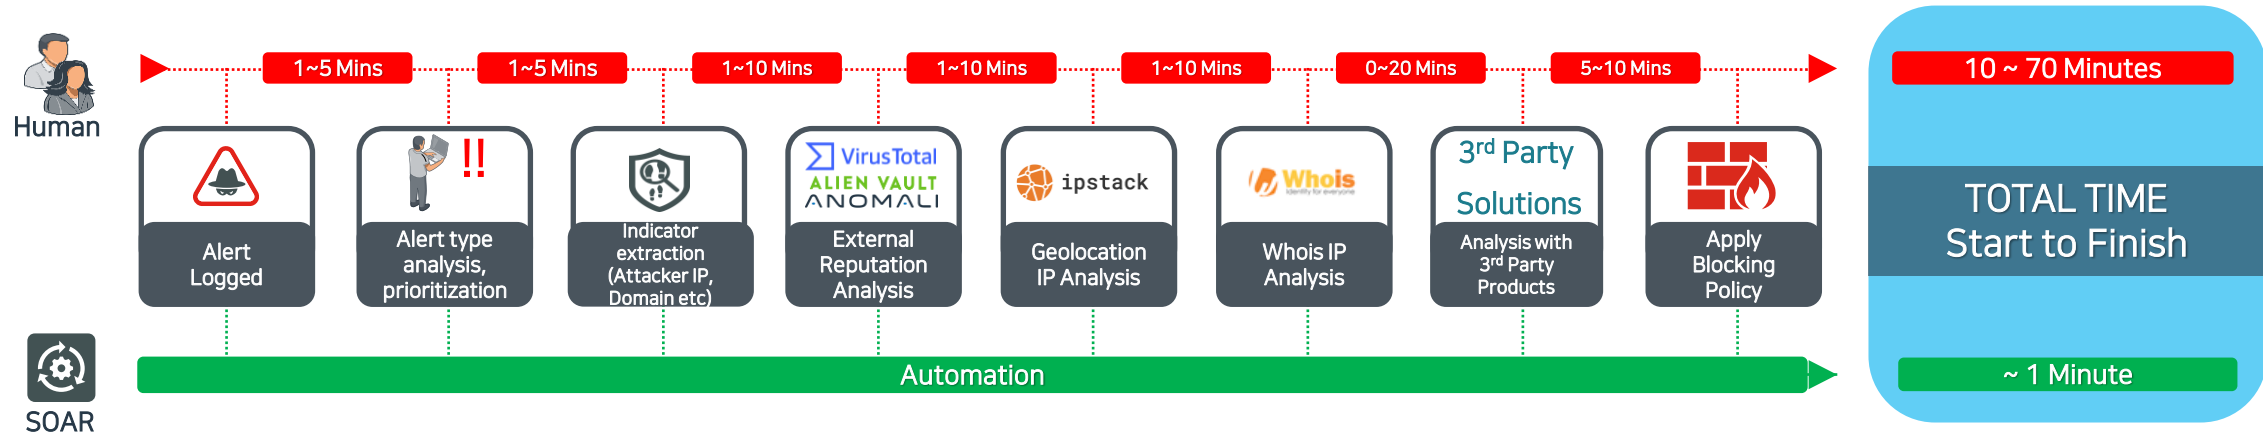 Human
1~5 Mins
1~5 Mins
1~10 Mins
1~10 Mins
1~10 Mins
0~20 Mins
5~10 Mins
10 ~ 70 Minutes
Alert
Logged
!!
Alert type
analysis,
prioritization
Indicator
extraction
(Attacker IP,
Domain etc)
VirusTotal
ALIEN VAULT
ANOMALI
External
Reputation
Analysis
ipstack
Geolocation
IP Analysis
Whois
Identity for everyone
Whois IP
Analysis
3rd Party
Solutions
Analysis with
3rd Party
Products
Apply
Blocking
Policy
TOTAL TIME
Start to Finish
SOAR
Automation
~ 1 Minute